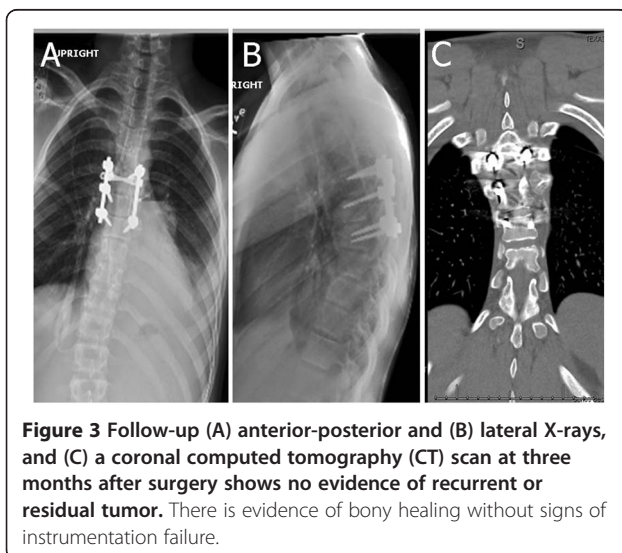 A
UPRIGHT
B
RIGHT
C
S
Figure 3 Follow-up (A) anterior-posterior and (B) lateral X-rays,
and (C) a coronal computed tomography (CT) scan at three
months after surgery shows no evidence of recurrent or
residual tumor. There is evidence of bony healing without signs of
instrumentation failure.